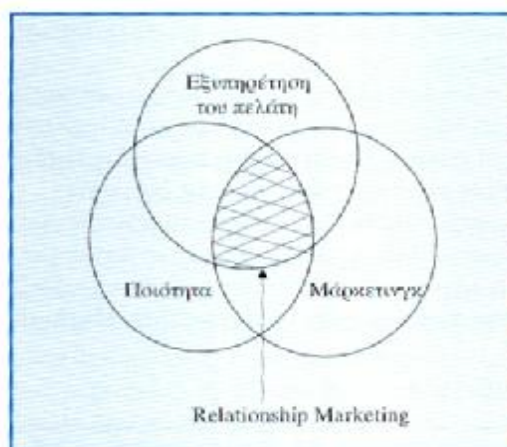 Εξυπηρέτηση
του πελάτη
Ποιότητα
Μάρκετινγκ
Relationship Marketing